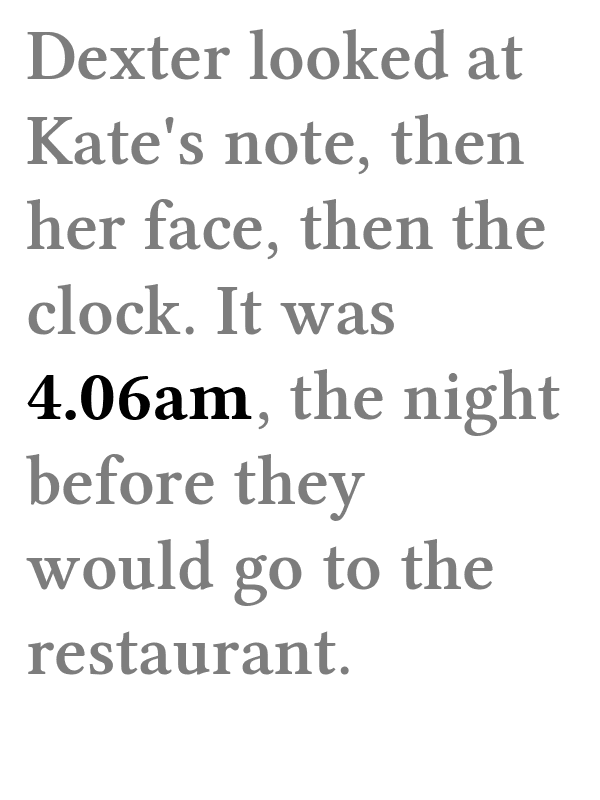 Dexter looked at
Kate's note, then
her face, then the
clock. It was
4.06am, the night
before they
would go to the
restaurant.